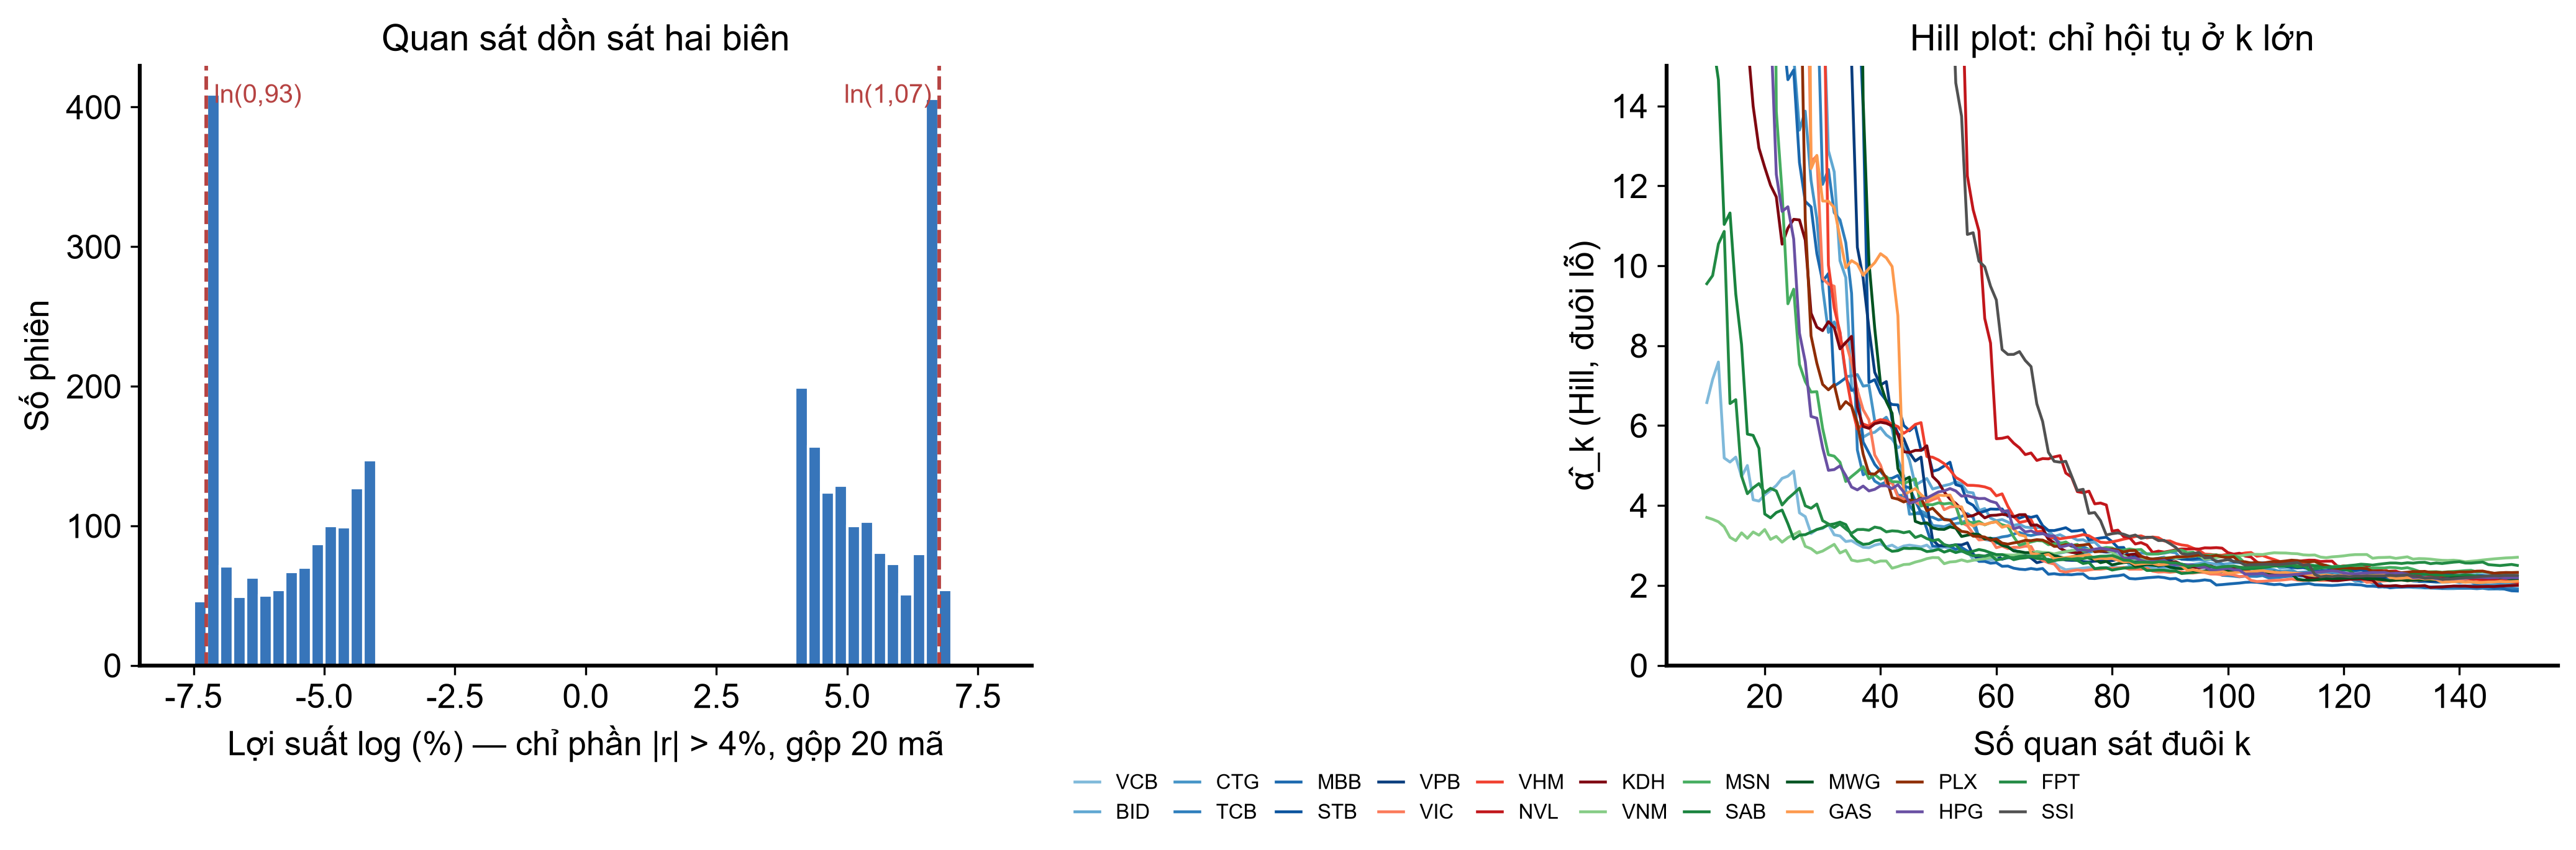 Quan sát dồn sát hai biên
ln(0,93)
ln(1,07)
400
300
200
100
0
Số phiên
-7.5 -5.0 -2.5 0.0 2.5 5.0 7.5
Lợi suất log (%) — chỉ phần |r| > 4%, gộp 20 mã
Hill plot: chỉ hội tụ ở k lớn
14
12
10
8
6
4
2
0
α̂_k (Hill, đuôi lỗ)
20 40 60 80 100 120 140
Số quan sát đuôi k
VCB CTG MBB VPB VHM KDH MSN MWG PLX FPT
BID TCB STB VIC NVL VNM SAB GAS HPG SSI